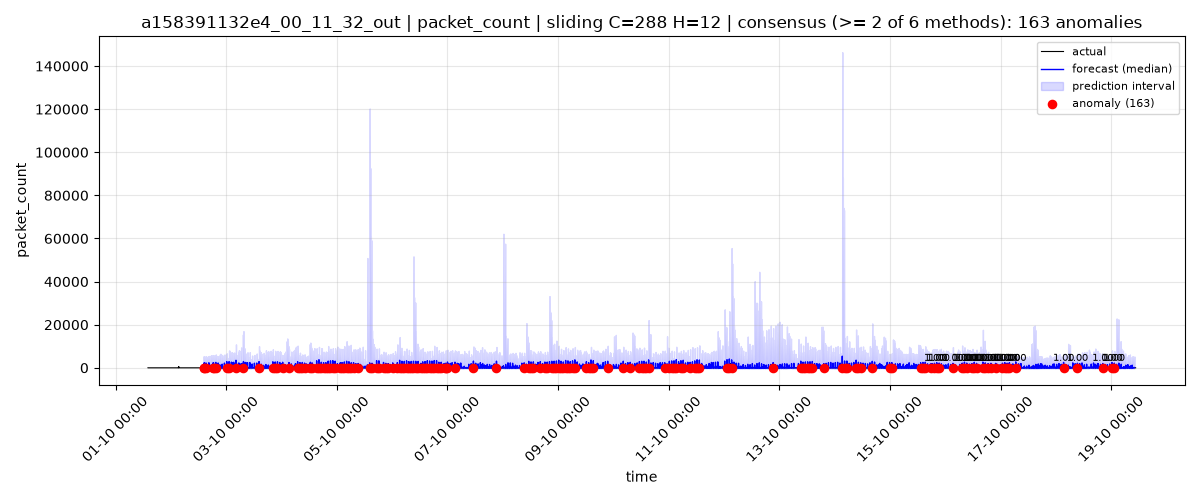 a158391132e4_00_11_32_out | packet_count | sliding C=288 H=12 | consensus (>= 2 of 6 methods): 163 anomalies
actual
forecast (median)
prediction interval
anomaly (163)
packet_count
140000
120000
100000
80000
60000
40000
20000
0
1.00
01-10 00:00
03-10 00:00
05-10 00:00
07-10 00:00
09-10 00:00
11-10 00:00
13-10 00:00
15-10 00:00
17-10 00:00
19-10 00:00
time